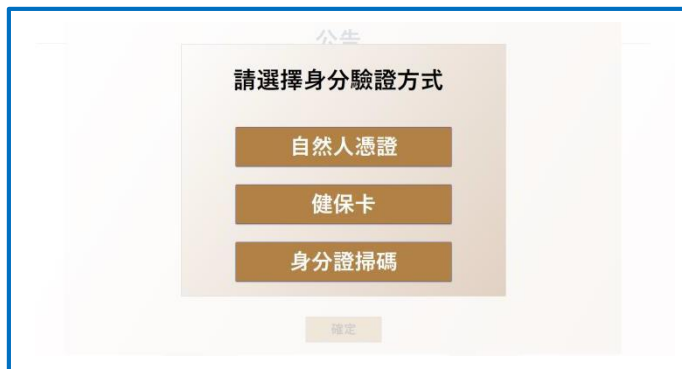 公告
請選擇身分驗證方式
自然人憑證
健保卡
身分證掃碼
確定